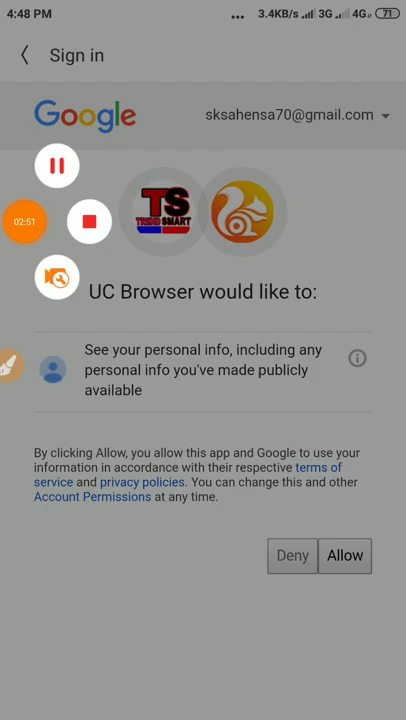 4:48 PM
... 3.4KB/s 3G 4G 71
Sign in
Google
sksahensa70@gmail.com
02:51
TS
TREND SMART
UC Browser would like to:
See your personal info, including any
personal info you've made publicly
available
By clicking Allow, you allow this app and Google to use your
information in accordance with their respective terms of
service and privacy policies. You can change this and other
Account Permissions at any time.
Deny
Allow